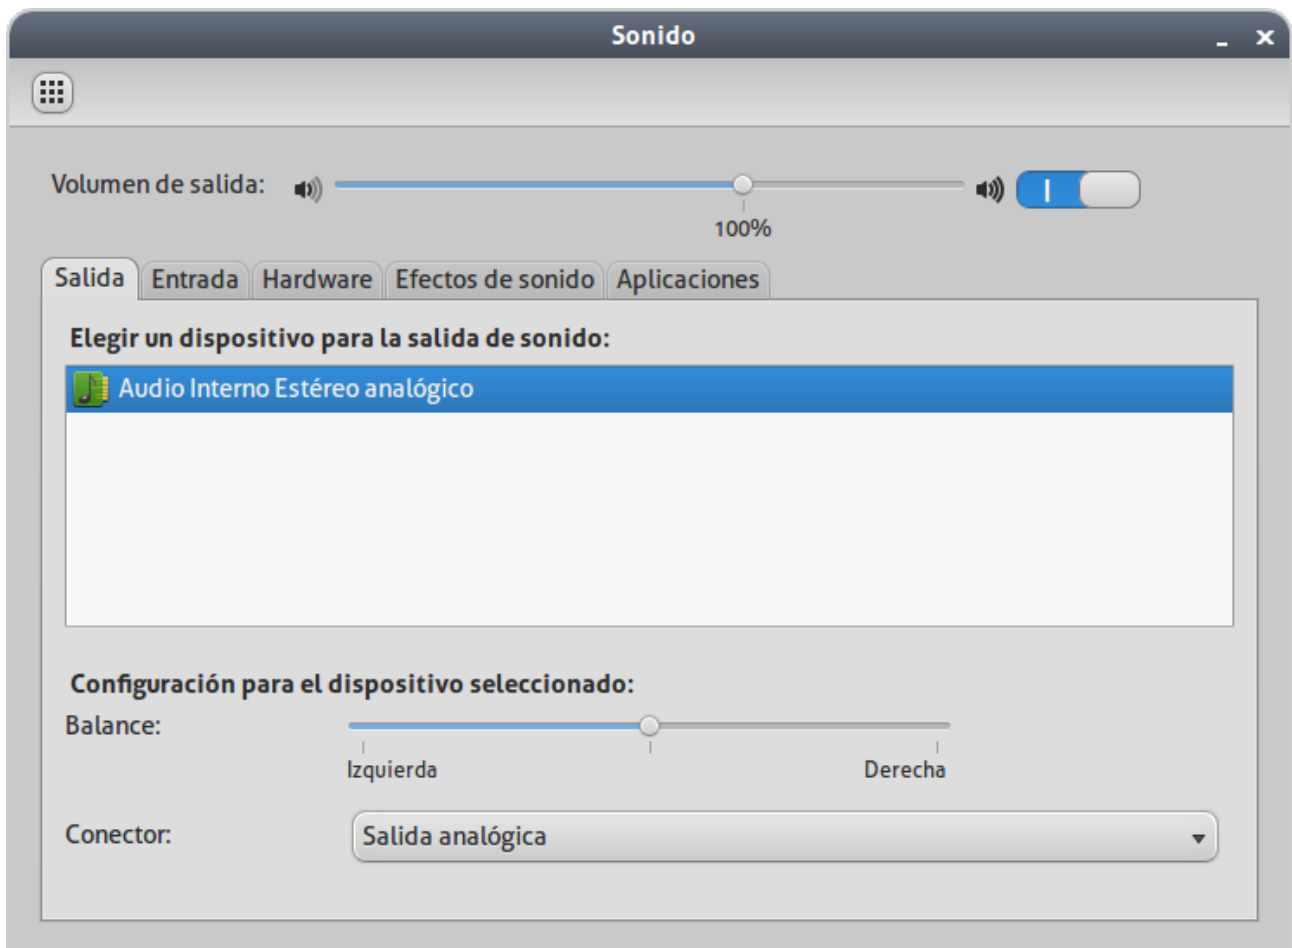 Sonido
Volumen de salida:
100%
Salida Entrada Hardware Efectos de sonido Aplicaciones
Elegir un dispositivo para la salida de sonido:
Audio Interno Estéreo analógico
Configuración para el dispositivo seleccionado:
Balance:
Izquierda Derecha
Conector: Salida analógica